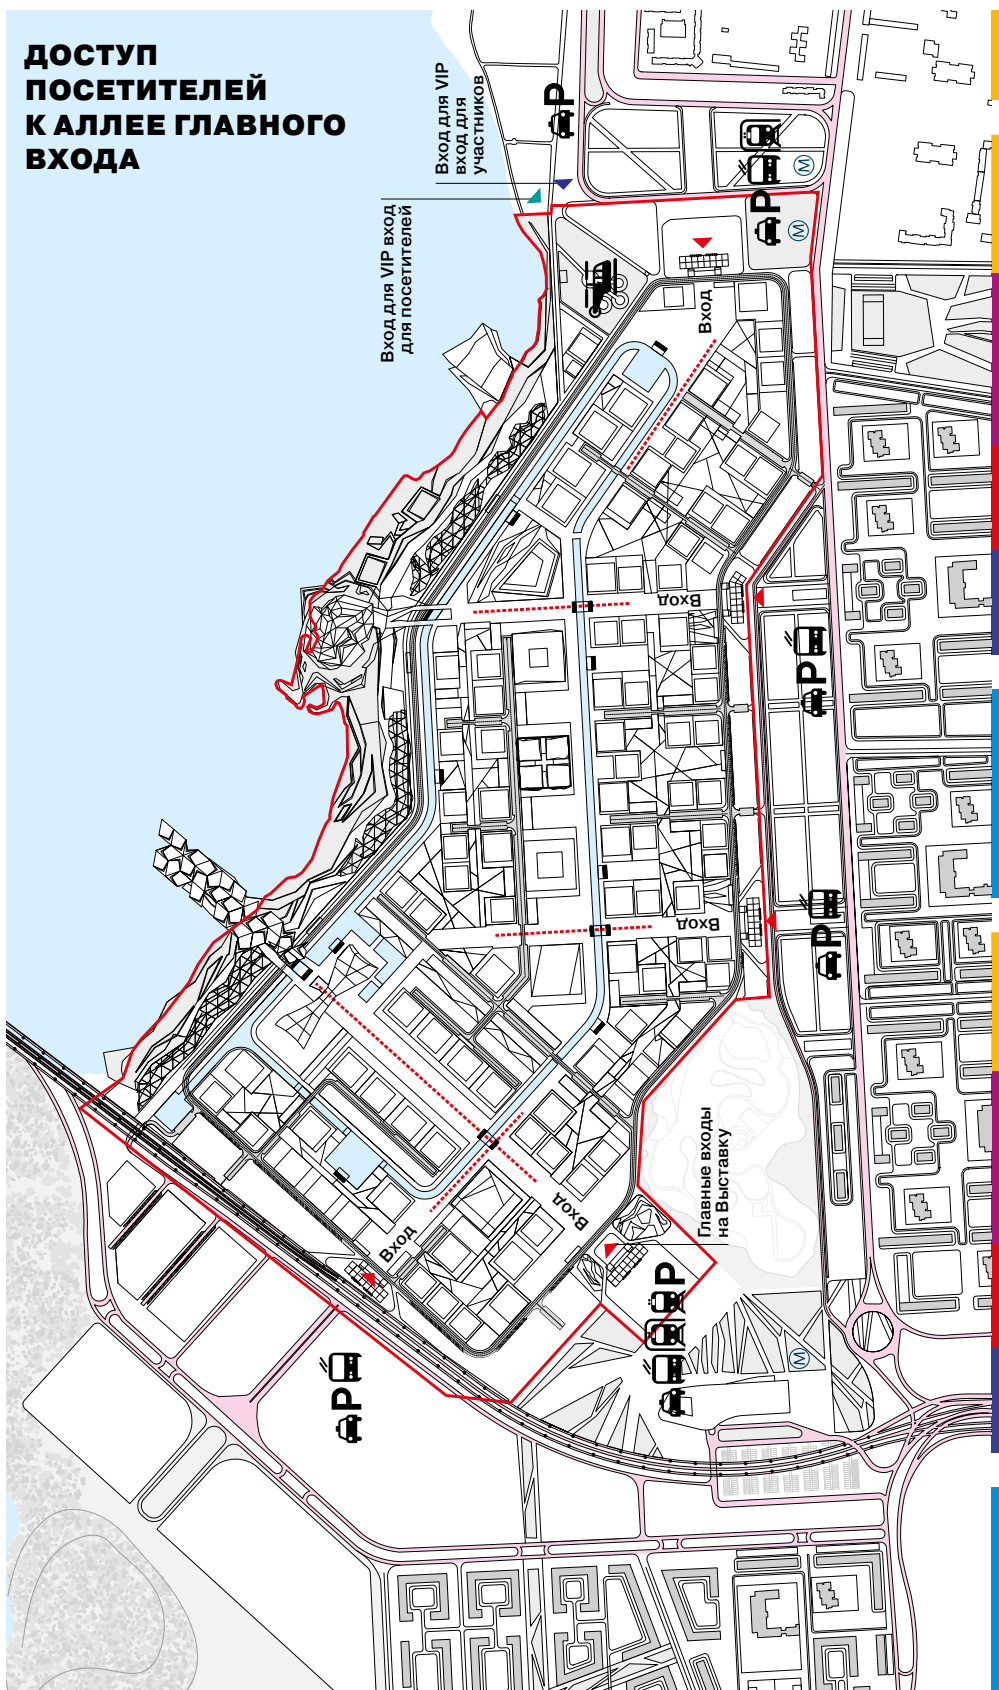 ДОСТУП
ПОСЕТИТЕЛЕЙ
К АЛЛЕЕ ГЛАВНОГО
ВХОДА
Вход для VIP
вход для
участников
Вход для VIP вход
для посетителей
P
M
P
M
Вход
Вход
P
Вход
P
Главные входы
на Выставку
Вход
Вход
P
P
M